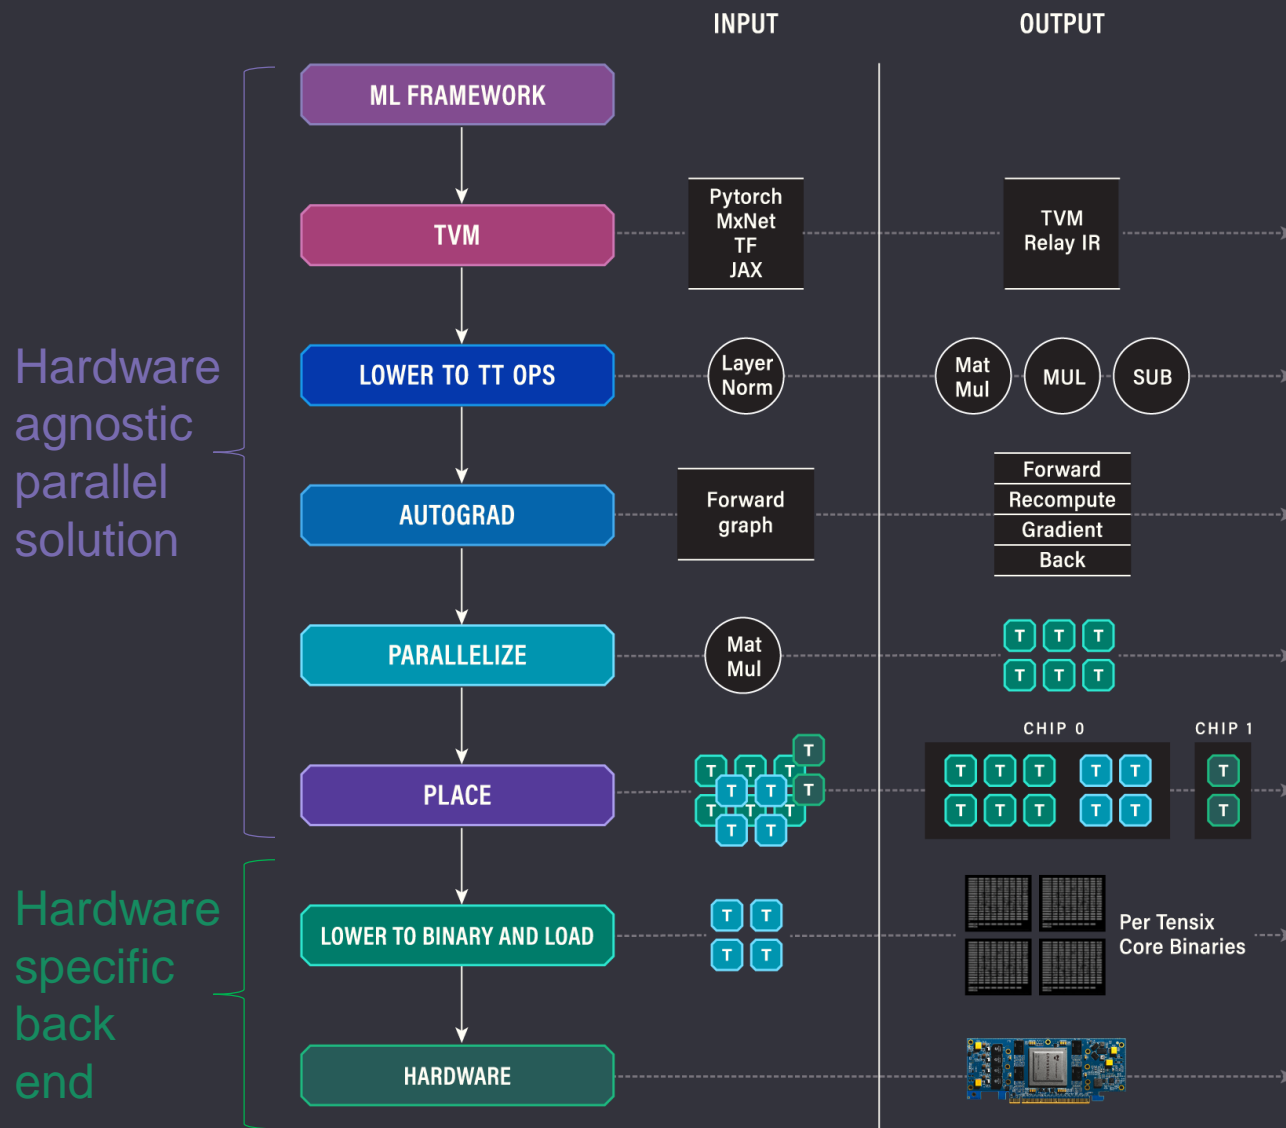 INPUT
OUTPUT
ML FRAMEWORK
TVM
Pytorch
MxNet
TF
JAX
TVM
Relay IR
Hardware
agnostic
parallel
solution
LOWER TO TT OPS
Layer
Norm
Mat
Mul
MUL
SUB
AUTOGRAD
Forward
graph
Forward
Recompute
Gradient
Back
PARALLELIZE
Mat
Mul
T T T
T T T
PLACE
T
T T T
T T
T T T
T
T T
CHIP 0
CHIP 1
T T T T T
T T T T T
T
T
Hardware
specific
back
end
LOWER TO BINARY AND LOAD
T T
T T
Per Tensix
Core Binaries
HARDWARE